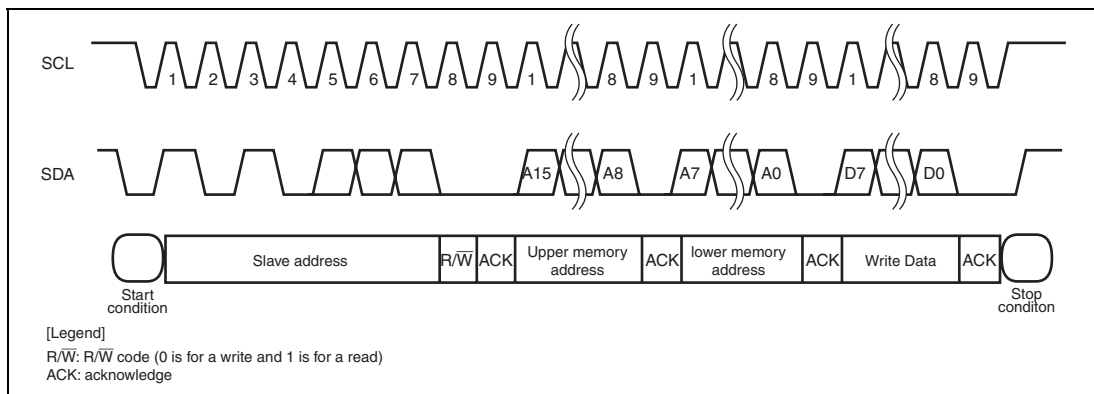 SCL
1 2 3 4 5 6 7 8 9 1 8 9 1 8 9 1 8 9
SDA
A15 A8 A7 A0 D7 D0
Slave address R/W̅ ACK Upper memory address ACK lower memory address ACK Write Data ACK
Start condition
Stop conditon
[Legend]
R/W̅: R/W̅ code (0 is for a write and 1 is for a read)
ACK: acknowledge